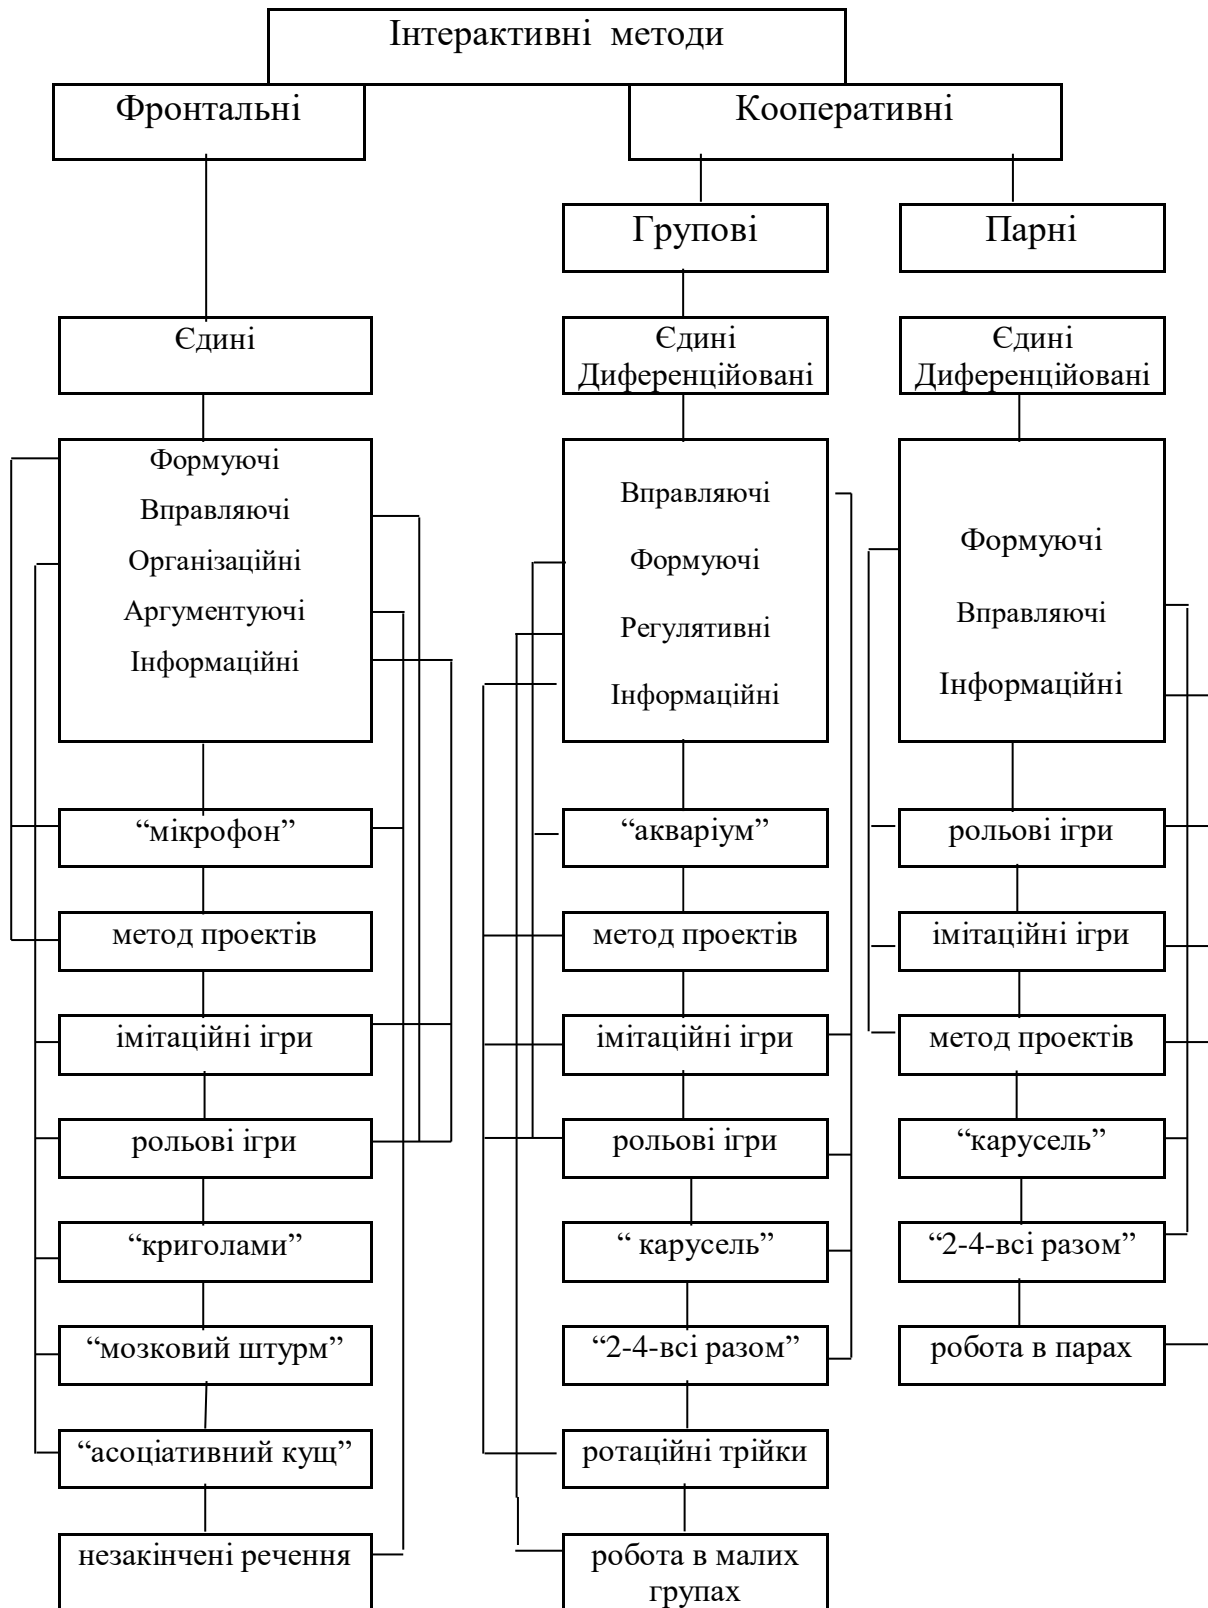 Інтерактивні методи
Фронтальні
Кооперативні
Групові
Парні
Єдині
Єдині
Диференційовані
Єдині
Диференційовані
Формуючі
Вправляючі
Організаційні
Аргументуючі
Інформаційні
Вправляючі
Формуючі
Регулятивні
Інформаційні
Формуючі
Вправляючі
Інформаційні
“мікрофон”
метод проектів
імітаційні ігри
рольові ігри
“криголами”
“мозковий штурм”
“асоціативний кущ”
незакінчені речення
“акваріум”
метод проектів
імітаційні ігри
рольові ігри
“ карусель”
“2-4-всі разом”
ротаційні трійки
робота в малих
групах
рольові ігри
імітаційні ігри
метод проектів
“карусель”
“2-4-всі разом”
робота в парах